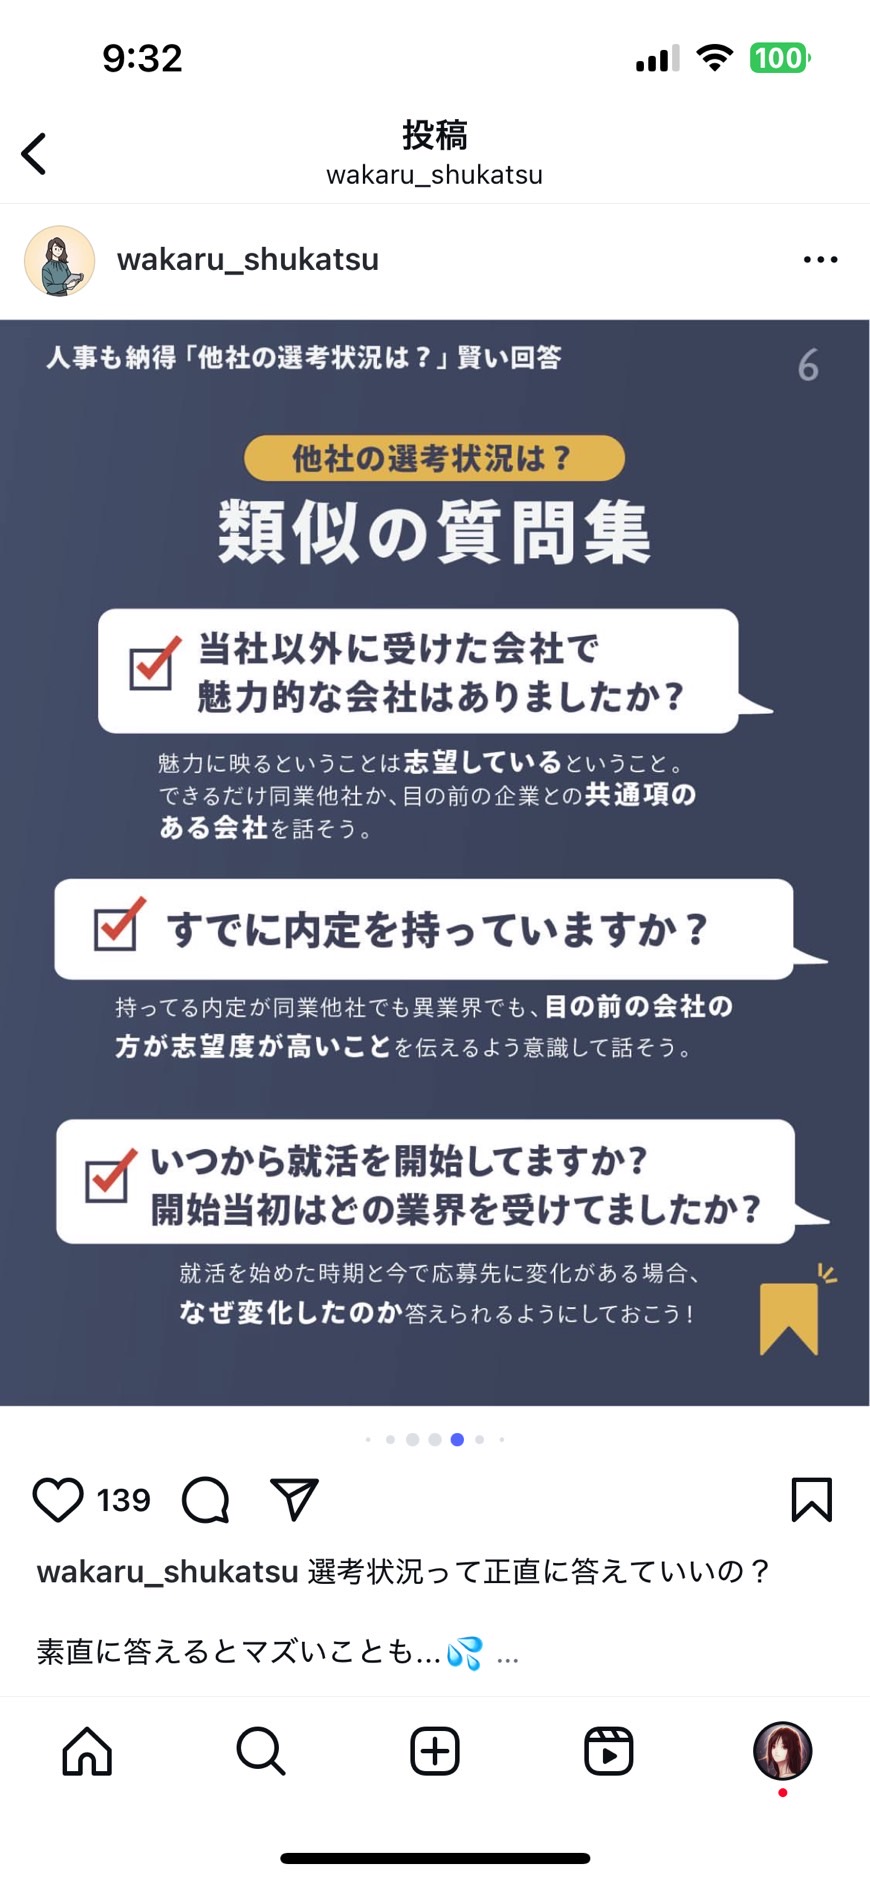 9:32
100
投稿
wakaru_shukatsu
wakaru_shukatsu
人事も納得「他社の選考状況は？」賢い回答
6
他社の選考状況は？
類似の質問集
当社以外に受けた会社で
魅力的な会社はありましたか？
魅力に映るということは志望しているということ。
できるだけ同業他社か、目の前の企業との共通項の
ある会社を話そう。
すでに内定を持っていますか？
持ってる内定が同業他社でも異業界でも、目の前の会社の
方が志望度が高いことを伝えるよう意識して話そう。
いつから就活を開始してますか？
開始当初はどの業界を受けてましたか？
就活を始めた時期と今で応募先に変化がある場合、
なぜ変化したのか答えられるようにしておこう！
139
wakaru_shukatsu 選考状況って正直に答えていいの？
素直に答えるとマズいことも...💦 ...